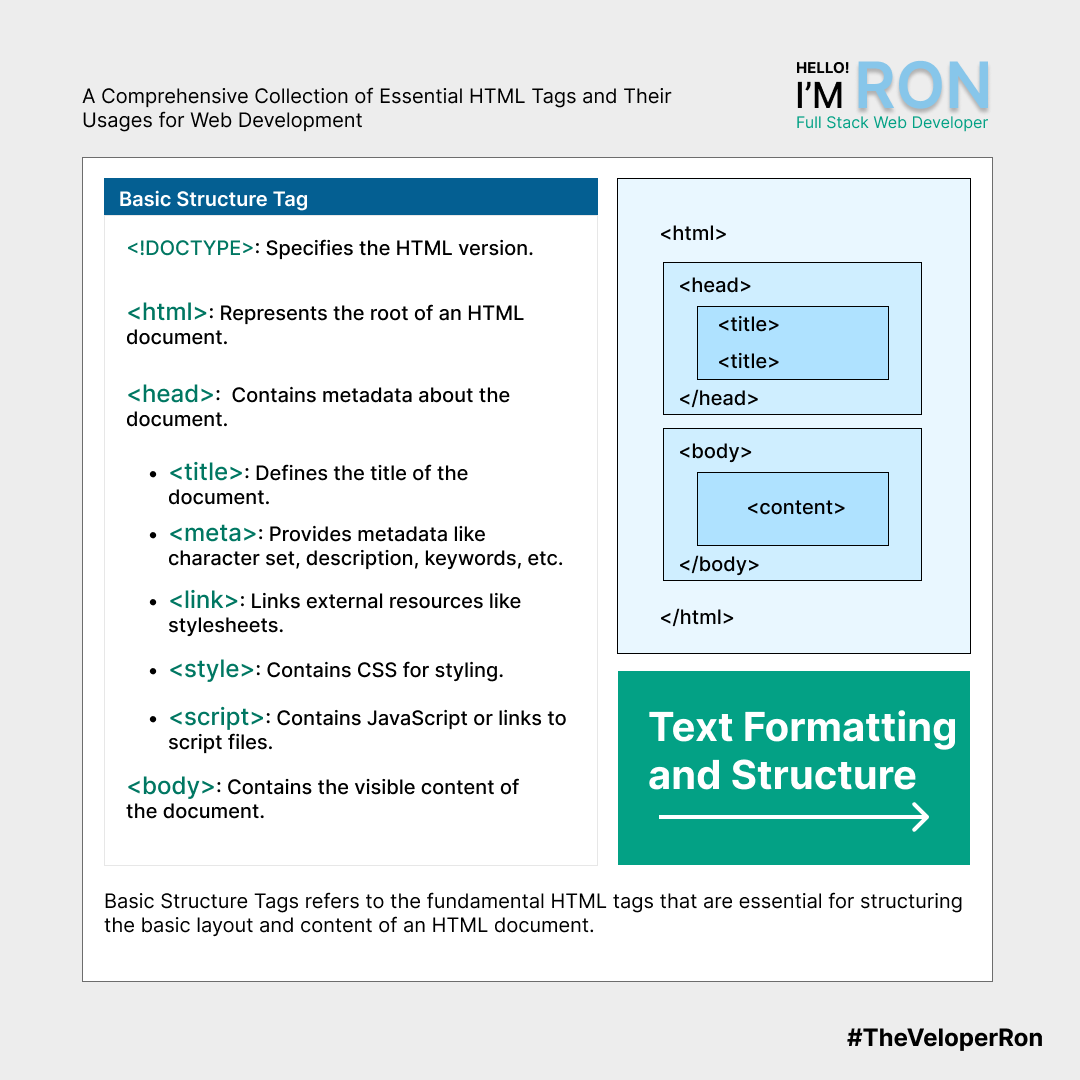 A Comprehensive Collection of Essential HTML Tags and Their
Usages for Web Development
HELLO!
I'M RON
Full Stack Web Developer
Basic Structure Tag
<!DOCTYPE>: Specifies the HTML version.
<html>: Represents the root of an HTML
document.
<head>:  Contains metadata about the
document.
• <title>: Defines the title of the
document.
• <meta>: Provides metadata like
character set, description, keywords, etc.
• <link>: Links external resources like
stylesheets.
• <style>: Contains CSS for styling.
• <script>: Contains JavaScript or links to
script files.
<body>: Contains the visible content of
the document.
<html>
<head>
<title>
<title>
</head>
<body>
<content>
</body>
</html>
Text Formatting
and Structure
Basic Structure Tags refers to the fundamental HTML tags that are essential for structuring
the basic layout and content of an HTML document.
#TheVeloperRon